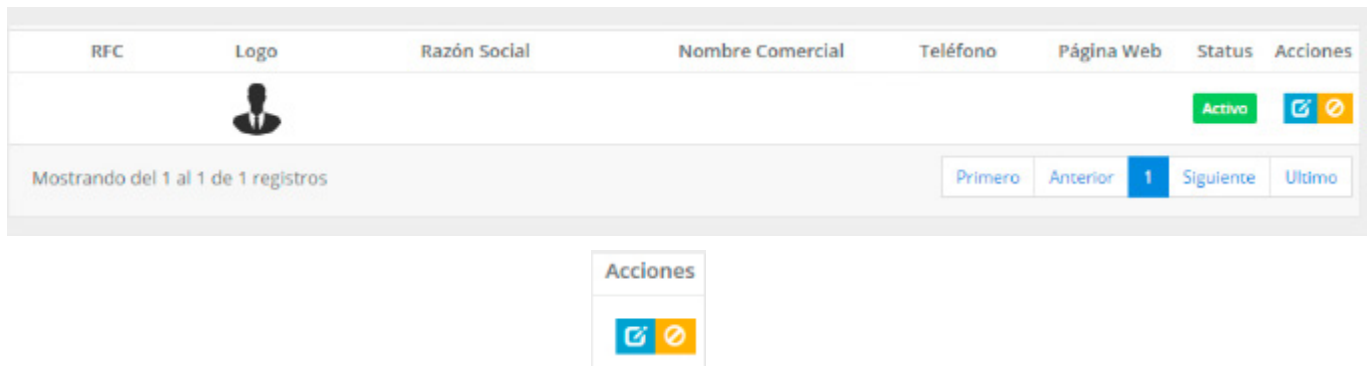 RFC Logo Razón Social Nombre Comercial Teléfono Página Web Status Acciones
Activo
Mostrando del 1 al 1 de 1 registros Primero Anterior 1 Siguiente Ultimo
Acciones